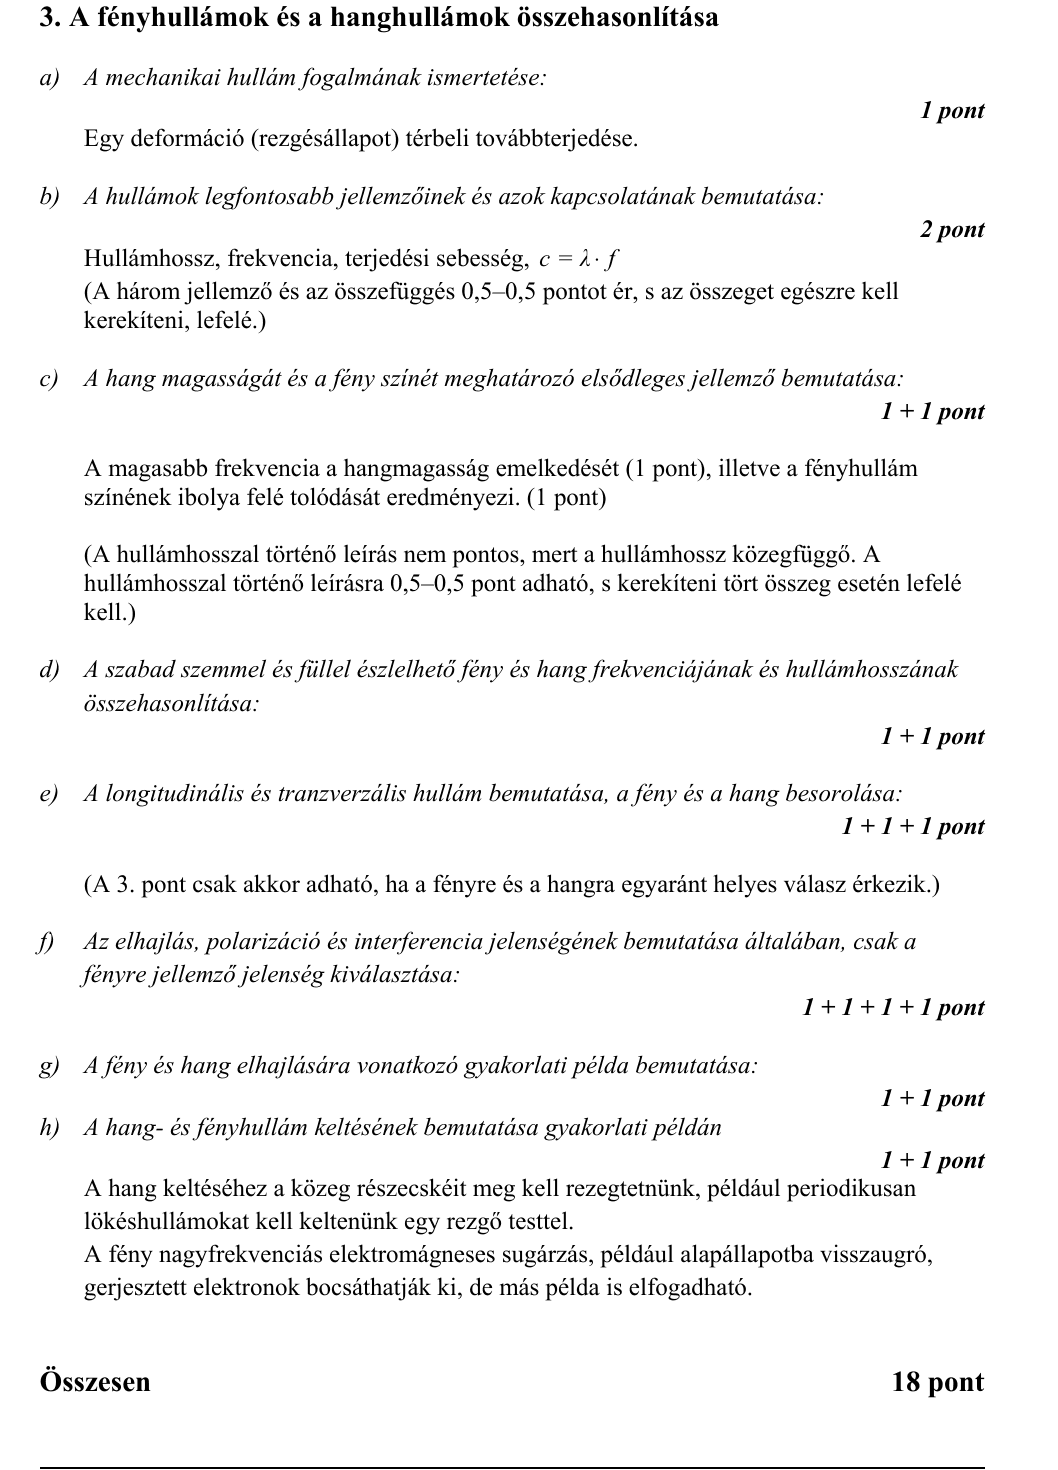 3. A fényhullámok és a hanghullámok összehasonlítása
a) A mechanikai hullám fogalmának ismertetése:
1 pont
Egy deformáció (rezgésállapot) térbeli továbbterjedése.
b) A hullámok legfontosabb jellemzőinek és azok kapcsolatának bemutatása:
2 pont
Hullámhossz, frekvencia, terjedési sebesség, c = λ · f
(A három jellemző és az összefüggés 0,5–0,5 pontot ér, s az összeget egészre kell
kerekíteni, lefelé.)
c) A hang magasságát és a fény színét meghatározó elsődleges jellemző bemutatása:
1 + 1 pont
A magasabb frekvencia a hangmagasság emelkedését (1 pont), illetve a fényhullám
színének ibolya felé tolódását eredményezi. (1 pont)
(A hullámhosszal történő leírás nem pontos, mert a hullámhossz közegfüggő. A
hullámhosszal történő leírásra 0,5–0,5 pont adható, s kerekíteni tört összeg esetén lefelé
kell.)
d) A szabad szemmel és füllel észlelhető fény és hang frekvenciájának és hullámhosszának
összehasonlítása:
1 + 1 pont
e) A longitudinális és tranzverzális hullám bemutatása, a fény és a hang besorolása:
1 + 1 + 1 pont
(A 3. pont csak akkor adható, ha a fényre és a hangra egyaránt helyes válasz érkezik.)
f) Az elhajlás, polarizáció és interferencia jelenségének bemutatása általában, csak a
fényre jellemző jelenség kiválasztása:
1 + 1 + 1 + 1 pont
g) A fény és hang elhajlására vonatkozó gyakorlati példa bemutatása:
1 + 1 pont
h) A hang- és fényhullám keltésének bemutatása gyakorlati példán
1 + 1 pont
A hang keltéséhez a közeg részecskéit meg kell rezegtetnünk, például periodikusan
lökéshullámokat kell keltenünk egy rezgő testtel.
A fény nagyfrekvenciás elektromágneses sugárzás, például alapállapotba visszaugró,
gerjesztett elektronok bocsáthatják ki, de más példa is elfogadható.
Összesen 18 pont